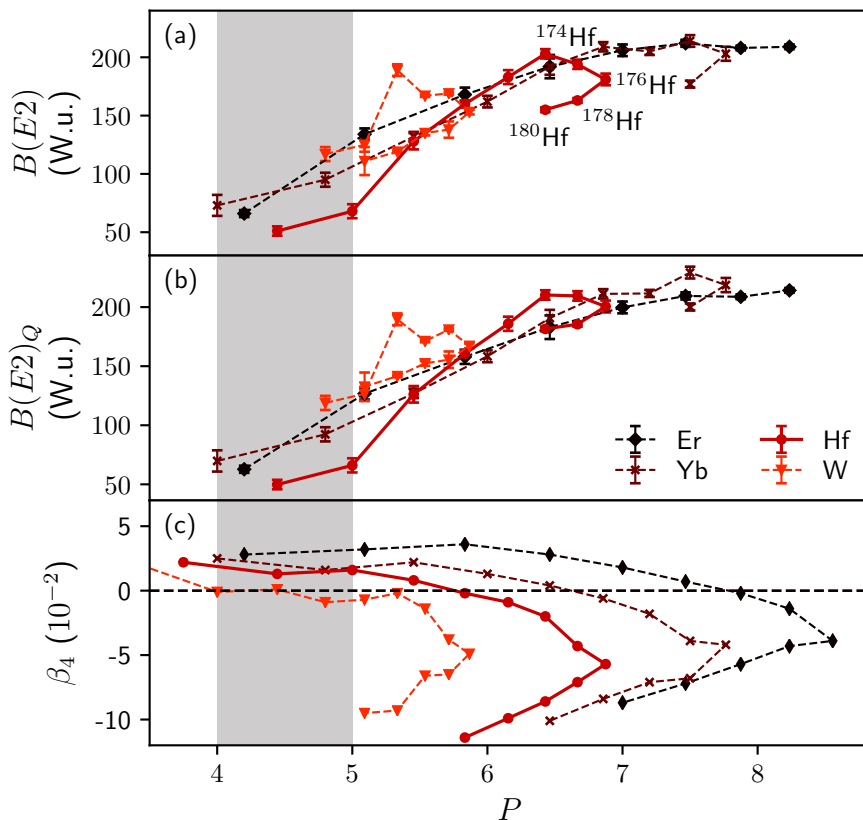 (a)
200
150
100
50
B(E2)
(W.u.)
¹⁷⁴Hf
¹⁷⁶Hf
¹⁷⁸Hf
¹⁸⁰Hf
(b)
200
150
100
50
B(E2)Q
(W.u.)
Er
Yb
Hf
W
(c)
5
0
-5
-10
β₄ (10⁻²)
4 5 6 7 8
P